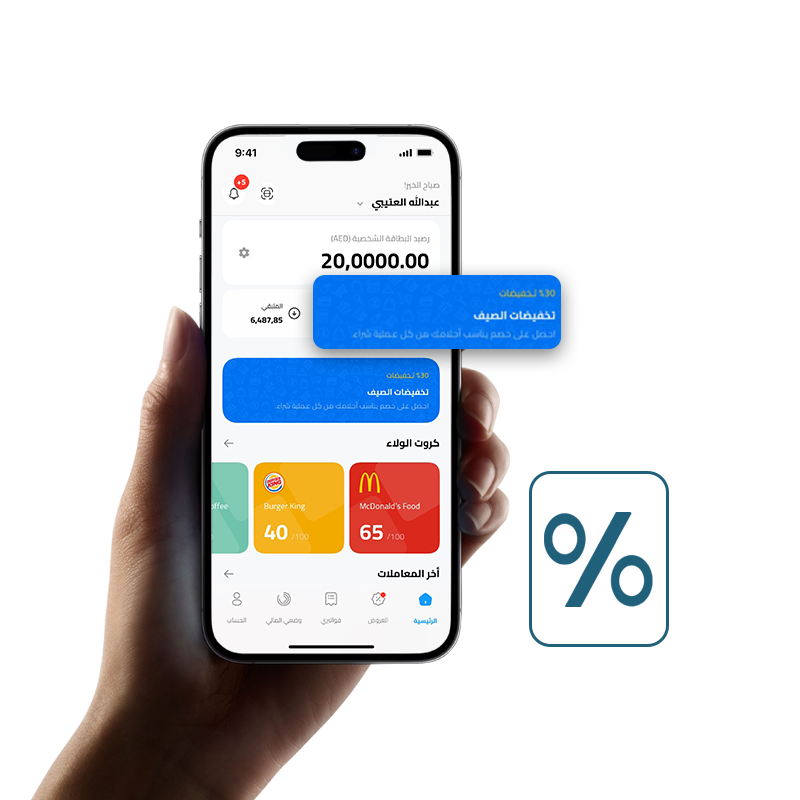 9:41
+5
صباح الخير!
عبدالله العتيبي
رصيد البطاقة الشخصية (AED)
20,0000.00
المتبقي
6,487,85
30% تخفيضات
تخفيضات الصيف
احصل على خصم يناسب أحلامك من كل عملية شراء.
30% تخفيضات
تخفيضات الصيف
احصل على خصم يناسب أحلامك من كل عملية شراء.
كروت الولاء
McDonald's Food
65 /100
BURGER KING
Burger King
40 /100
offee
أخر المعاملات
الرئيسية
العروض
فواتيري
وضعي المالي
الحساب
%